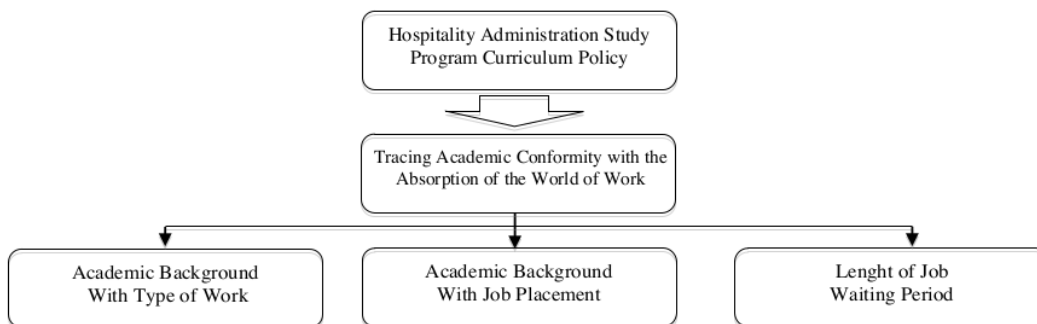 Hospitality Administration Study
Program Curriculum Policy
Tracing Academic Conformity with the
Absorption of the World of Work
Academic Background
With Type of Work
Academic Background
With Job Placement
Lenght of Job
Waiting Period